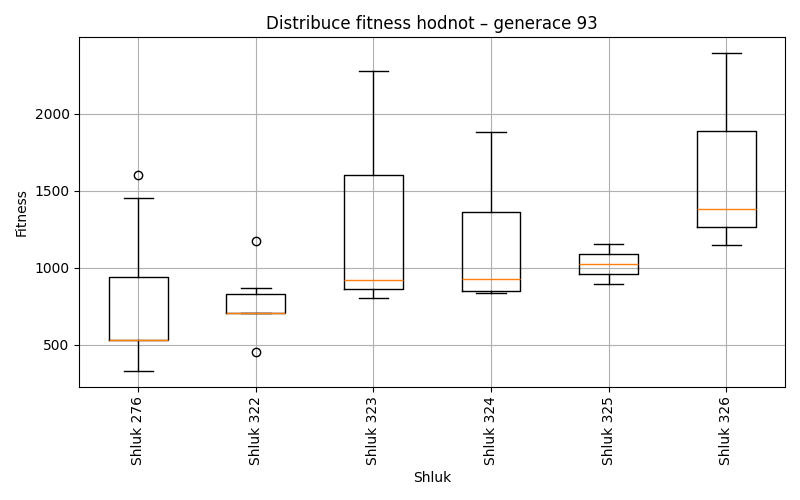 Distribuce fitness hodnot – generace 93
Fitness
2000
1500
1000
500
Shluk 276
Shluk 322
Shluk 323
Shluk 324
Shluk 325
Shluk 326
Shluk